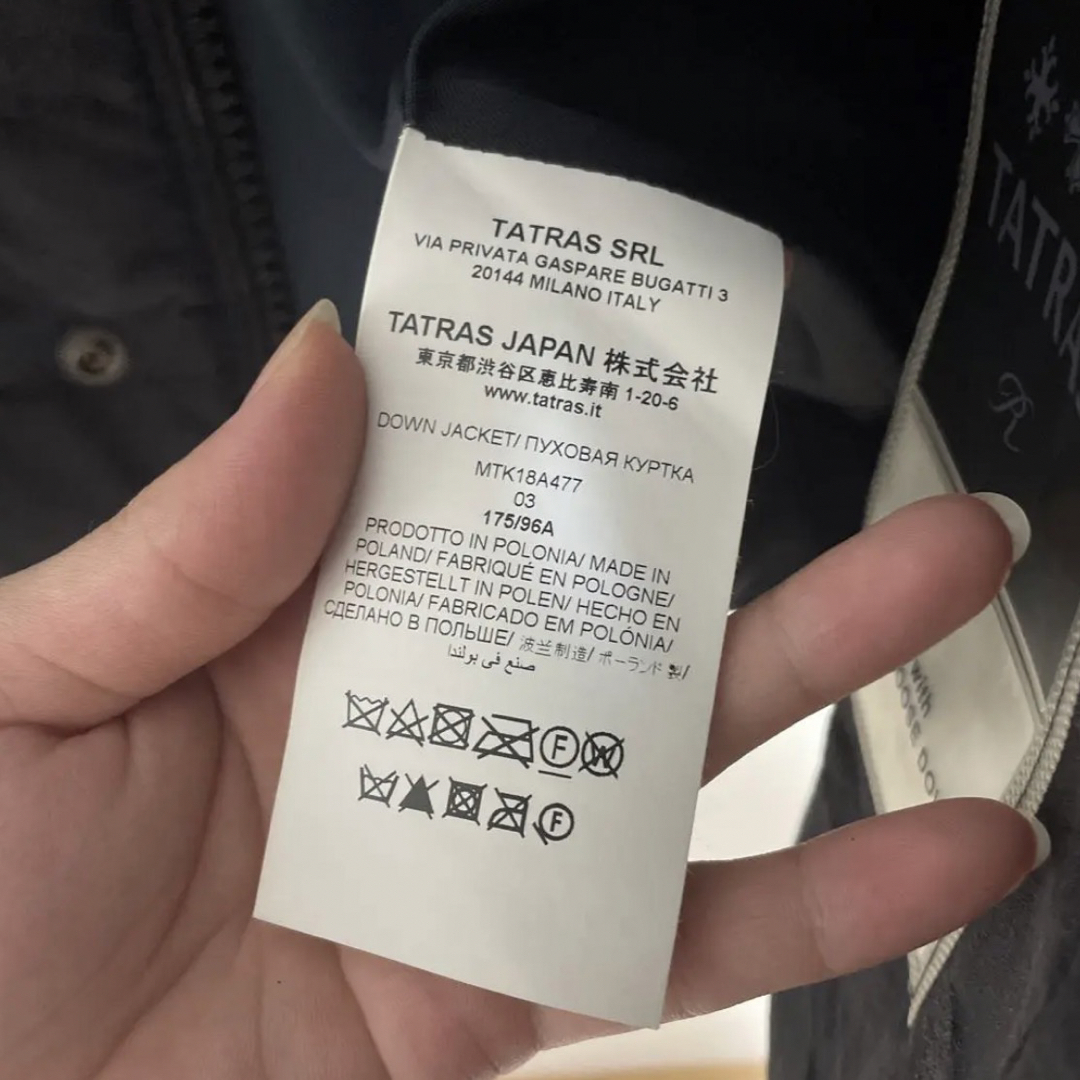 TATRAS SRL
VIA PRIVATA GASPARE BUGATTI 3
20144 MILANO ITALY
TATRAS JAPAN 株式会社
東京都渋谷区恵比寿南 1-20-6
www.tatras.it
DOWN JACKET/ ПУХОВАЯ КУРТКА
MTK18A477
03
175/96A
PRODOTTO IN POLONIA/ MADE IN
POLAND/ FABRIQUÉ EN POLOGNE/
HERGESTELLT IN POLEN/ HECHO EN
POLONIA/ FABRICADO EM POLÓNIA/
СДЕЛАНО В ПОЛЬШЕ/ 波兰制造/ ポーランド 製/
صنع في بولندا
F W
F
TATRA
with